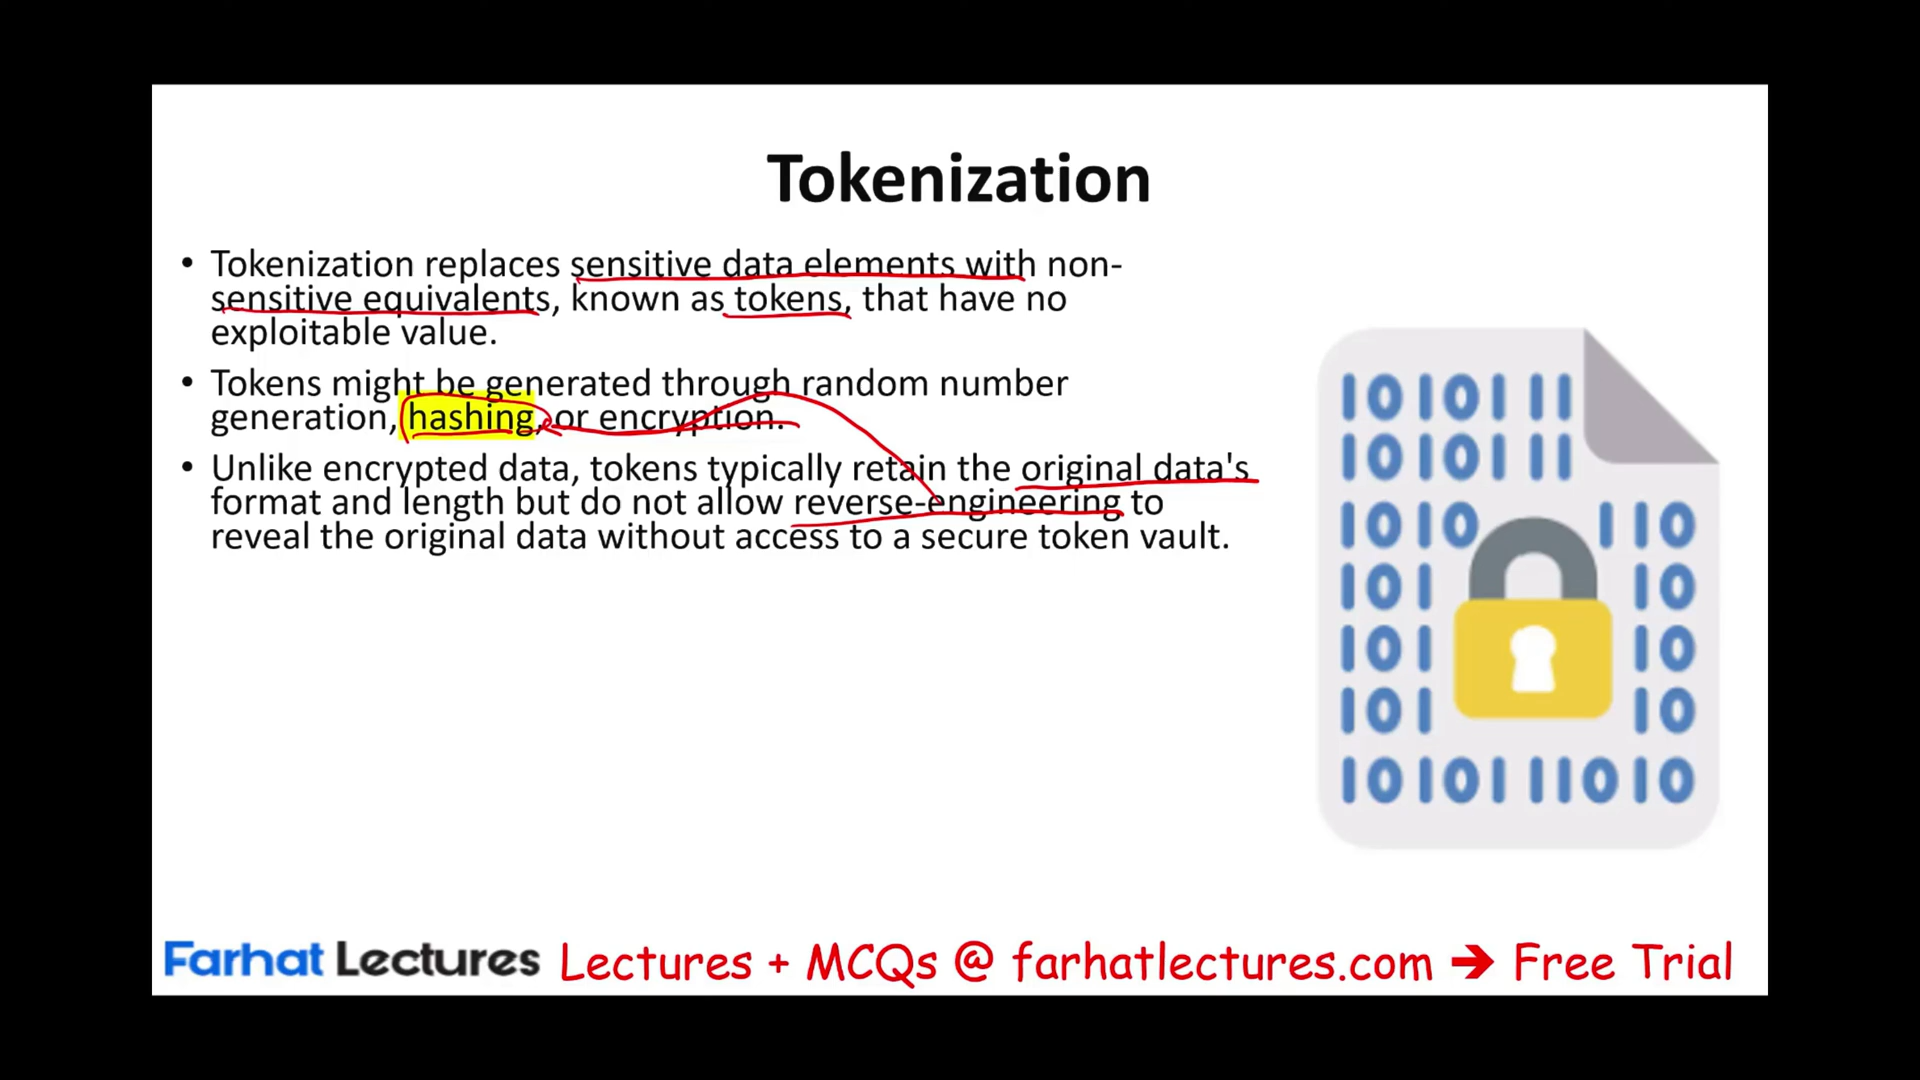 Tokenization
• Tokenization replaces sensitive data elements with non-
sensitive equivalents, known as tokens, that have no
exploitable value.
• Tokens might be generated through random number
generation, hashing, or encryption.
• Unlike encrypted data, tokens typically retain the original data's
format and length but do not allow reverse-engineering to
reveal the original data without access to a secure token vault.
10101 11
10101 11
1010 110
101 10
101 10
101 10
10101 11010
Farhat Lectures Lectures + MCQs @ farhatlectures.com → Free Trial